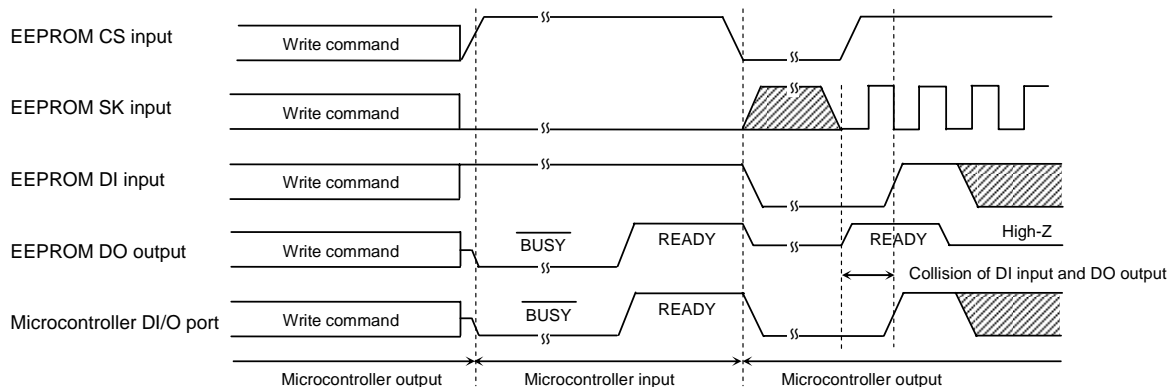 EEPROM CS input
Write command
EEPROM SK input
Write command
EEPROM DI input
Write command
EEPROM DO output
Write command
BUSY
READY
READY
High-Z
Collision of DI input and DO output
Microcontroller DI/O port
Write command
BUSY
READY
Microcontroller output
Microcontroller input
Microcontroller output